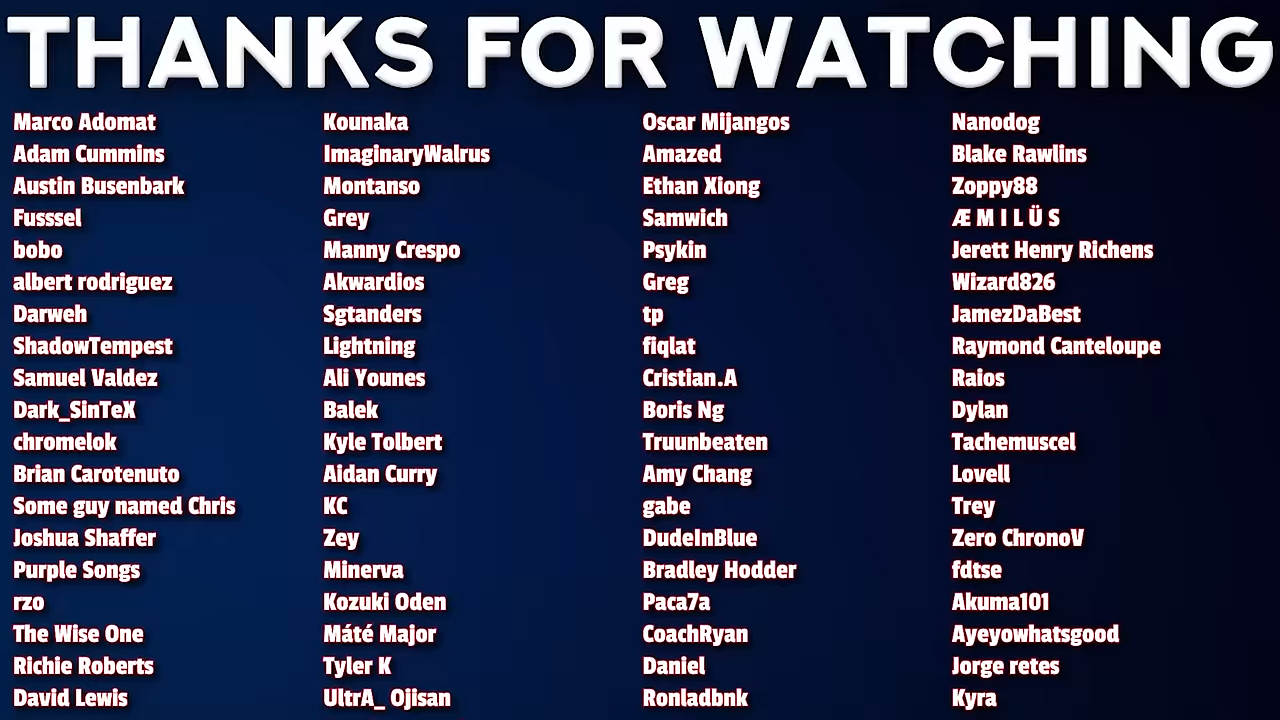 THANKS FOR WATCHING
Marco Adomat
Adam Cummins
Austin Busenbark
Fusssel
bobo
albert rodriguez
Darweh
ShadowTempest
Samuel Valdez
Dark_SinTeX
chromelok
Brian Carotenuto
Some guy named Chris
Joshua Shaffer
Purple Songs
rzo
The Wise One
Richie Roberts
David Lewis
Kounaka
ImaginaryWalrus
Montanso
Grey
Manny Crespo
Akwardios
Sgtanders
Lightning
Ali Younes
Balek
Kyle Tolbert
Aidan Curry
KC
Zey
Minerva
Kozuki Oden
Máté Major
Tyler K
UltrA_ Ojisan
Oscar Mijangos
Amazed
Ethan Xiong
Samwich
Psykin
Greg
tp
fiqlat
Cristian.A
Boris Ng
Truunbeaten
Amy Chang
gabe
DudeInBlue
Bradley Hodder
Paca7a
CoachRyan
Daniel
Ronladbnk
Nanodog
Blake Rawlins
Zoppy88
Æ M I L Ü S
Jerett Henry Richens
Wizard826
JamezDaBest
Raymond Canteloupe
Raios
Dylan
Tachemuscel
Lovell
Trey
Zero ChronoV
fdtse
Akuma101
Ayeyowhatsgood
Jorge retes
Kyra